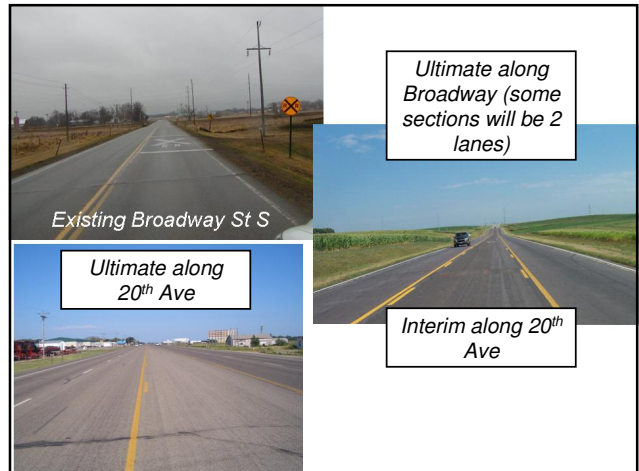 Existing Broadway St S
Ultimate along
Broadway (some
sections will be 2
lanes)
Ultimate along
20th Ave
Interim along 20th
Ave